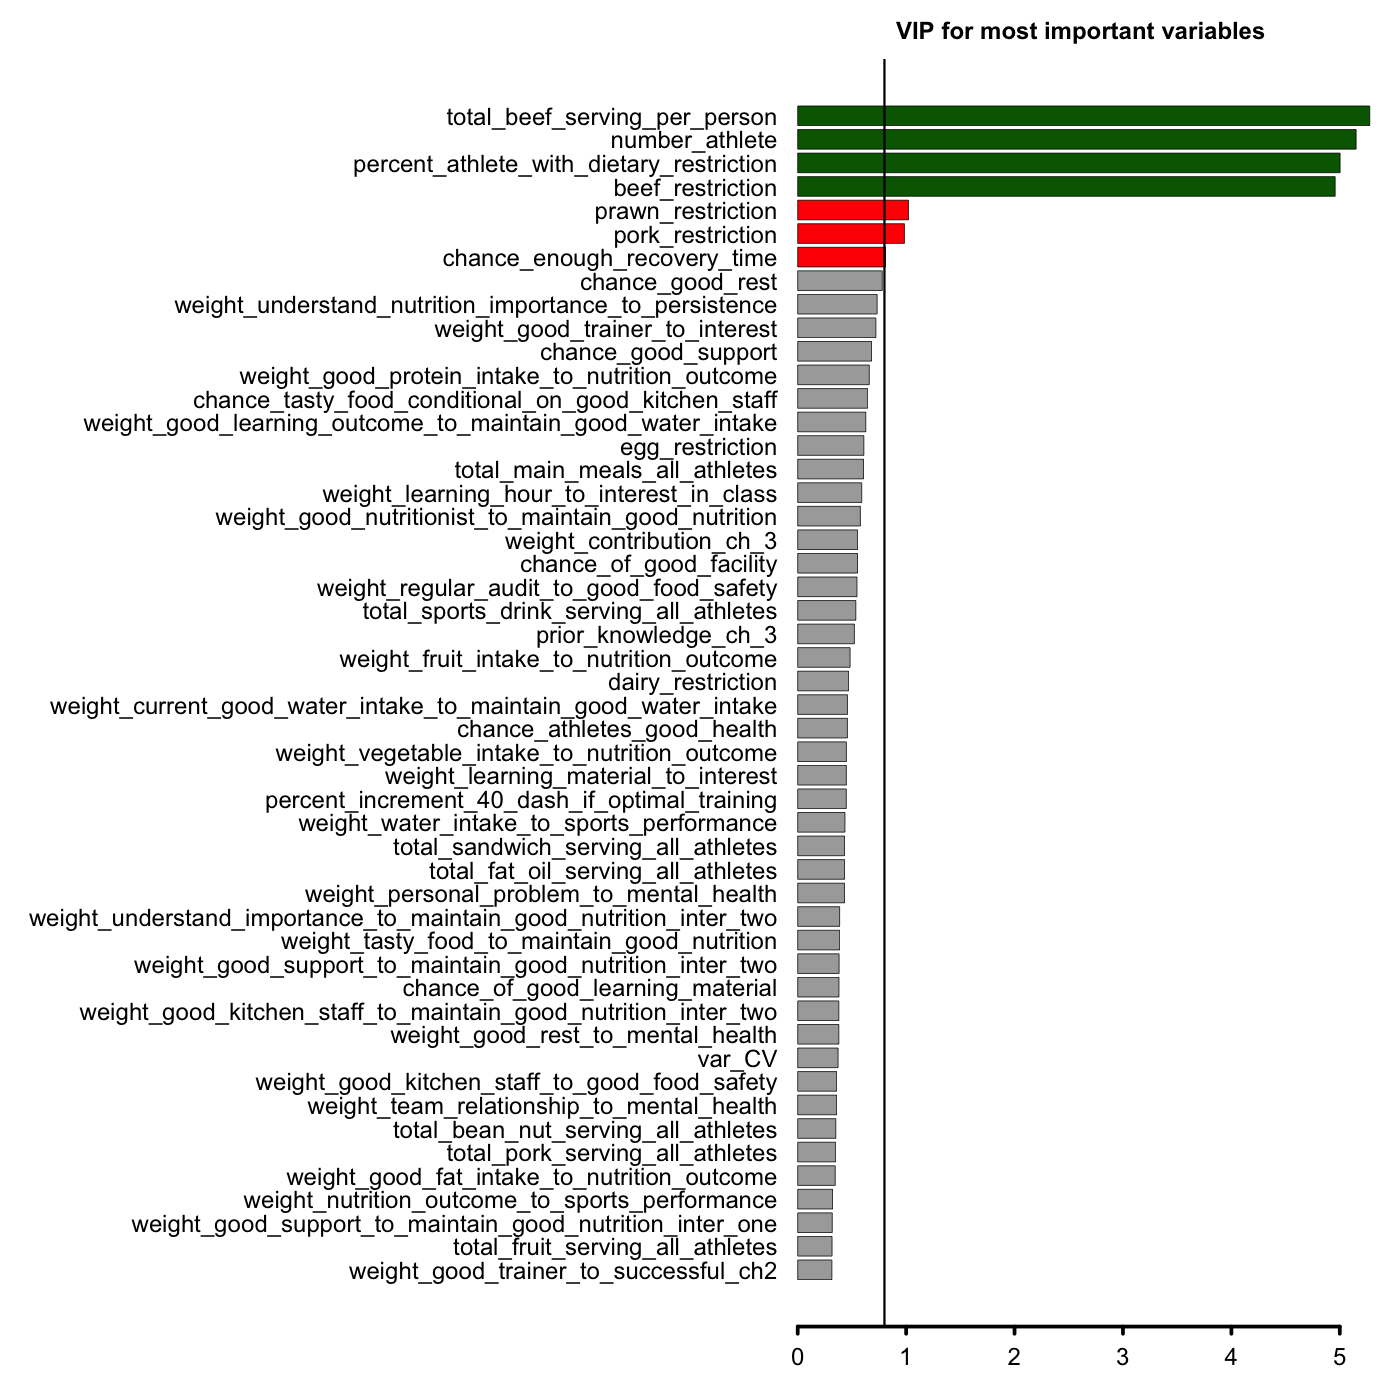 VIP for most important variables
total_beef_serving_per_person
number_athlete
percent_athlete_with_dietary_restriction
beef_restriction
prawn_restriction
pork_restriction
chance_enough_recovery_time
chance_good_rest
weight_understand_nutrition_importance_to_persistence
weight_good_trainer_to_interest
chance_good_support
weight_good_protein_intake_to_nutrition_outcome
chance_tasty_food_conditional_on_good_kitchen_staff
weight_good_learning_outcome_to_maintain_good_water_intake
egg_restriction
total_main_meals_all_athletes
weight_learning_hour_to_interest_in_class
weight_good_nutritionist_to_maintain_good_nutrition
weight_contribution_ch_3
chance_of_good_facility
weight_regular_audit_to_good_food_safety
total_sports_drink_serving_all_athletes
prior_knowledge_ch_3
weight_fruit_intake_to_nutrition_outcome
dairy_restriction
weight_current_good_water_intake_to_maintain_good_water_intake
chance_athletes_good_health
weight_vegetable_intake_to_nutrition_outcome
weight_learning_material_to_interest
percent_increment_40_dash_if_optimal_training
weight_water_intake_to_sports_performance
total_sandwich_serving_all_athletes
total_fat_oil_serving_all_athletes
weight_personal_problem_to_mental_health
weight_understand_importance_to_maintain_good_nutrition_inter_two
weight_tasty_food_to_maintain_good_nutrition
weight_good_support_to_maintain_good_nutrition_inter_two
chance_of_good_learning_material
weight_good_kitchen_staff_to_maintain_good_nutrition_inter_two
weight_good_rest_to_mental_health
var_CV
weight_good_kitchen_staff_to_good_food_safety
weight_team_relationship_to_mental_health
total_bean_nut_serving_all_athletes
total_pork_serving_all_athletes
weight_good_fat_intake_to_nutrition_outcome
weight_nutrition_outcome_to_sports_performance
weight_good_support_to_maintain_good_nutrition_inter_one
total_fruit_serving_all_athletes
weight_good_trainer_to_successful_ch2
0 1 2 3 4 5